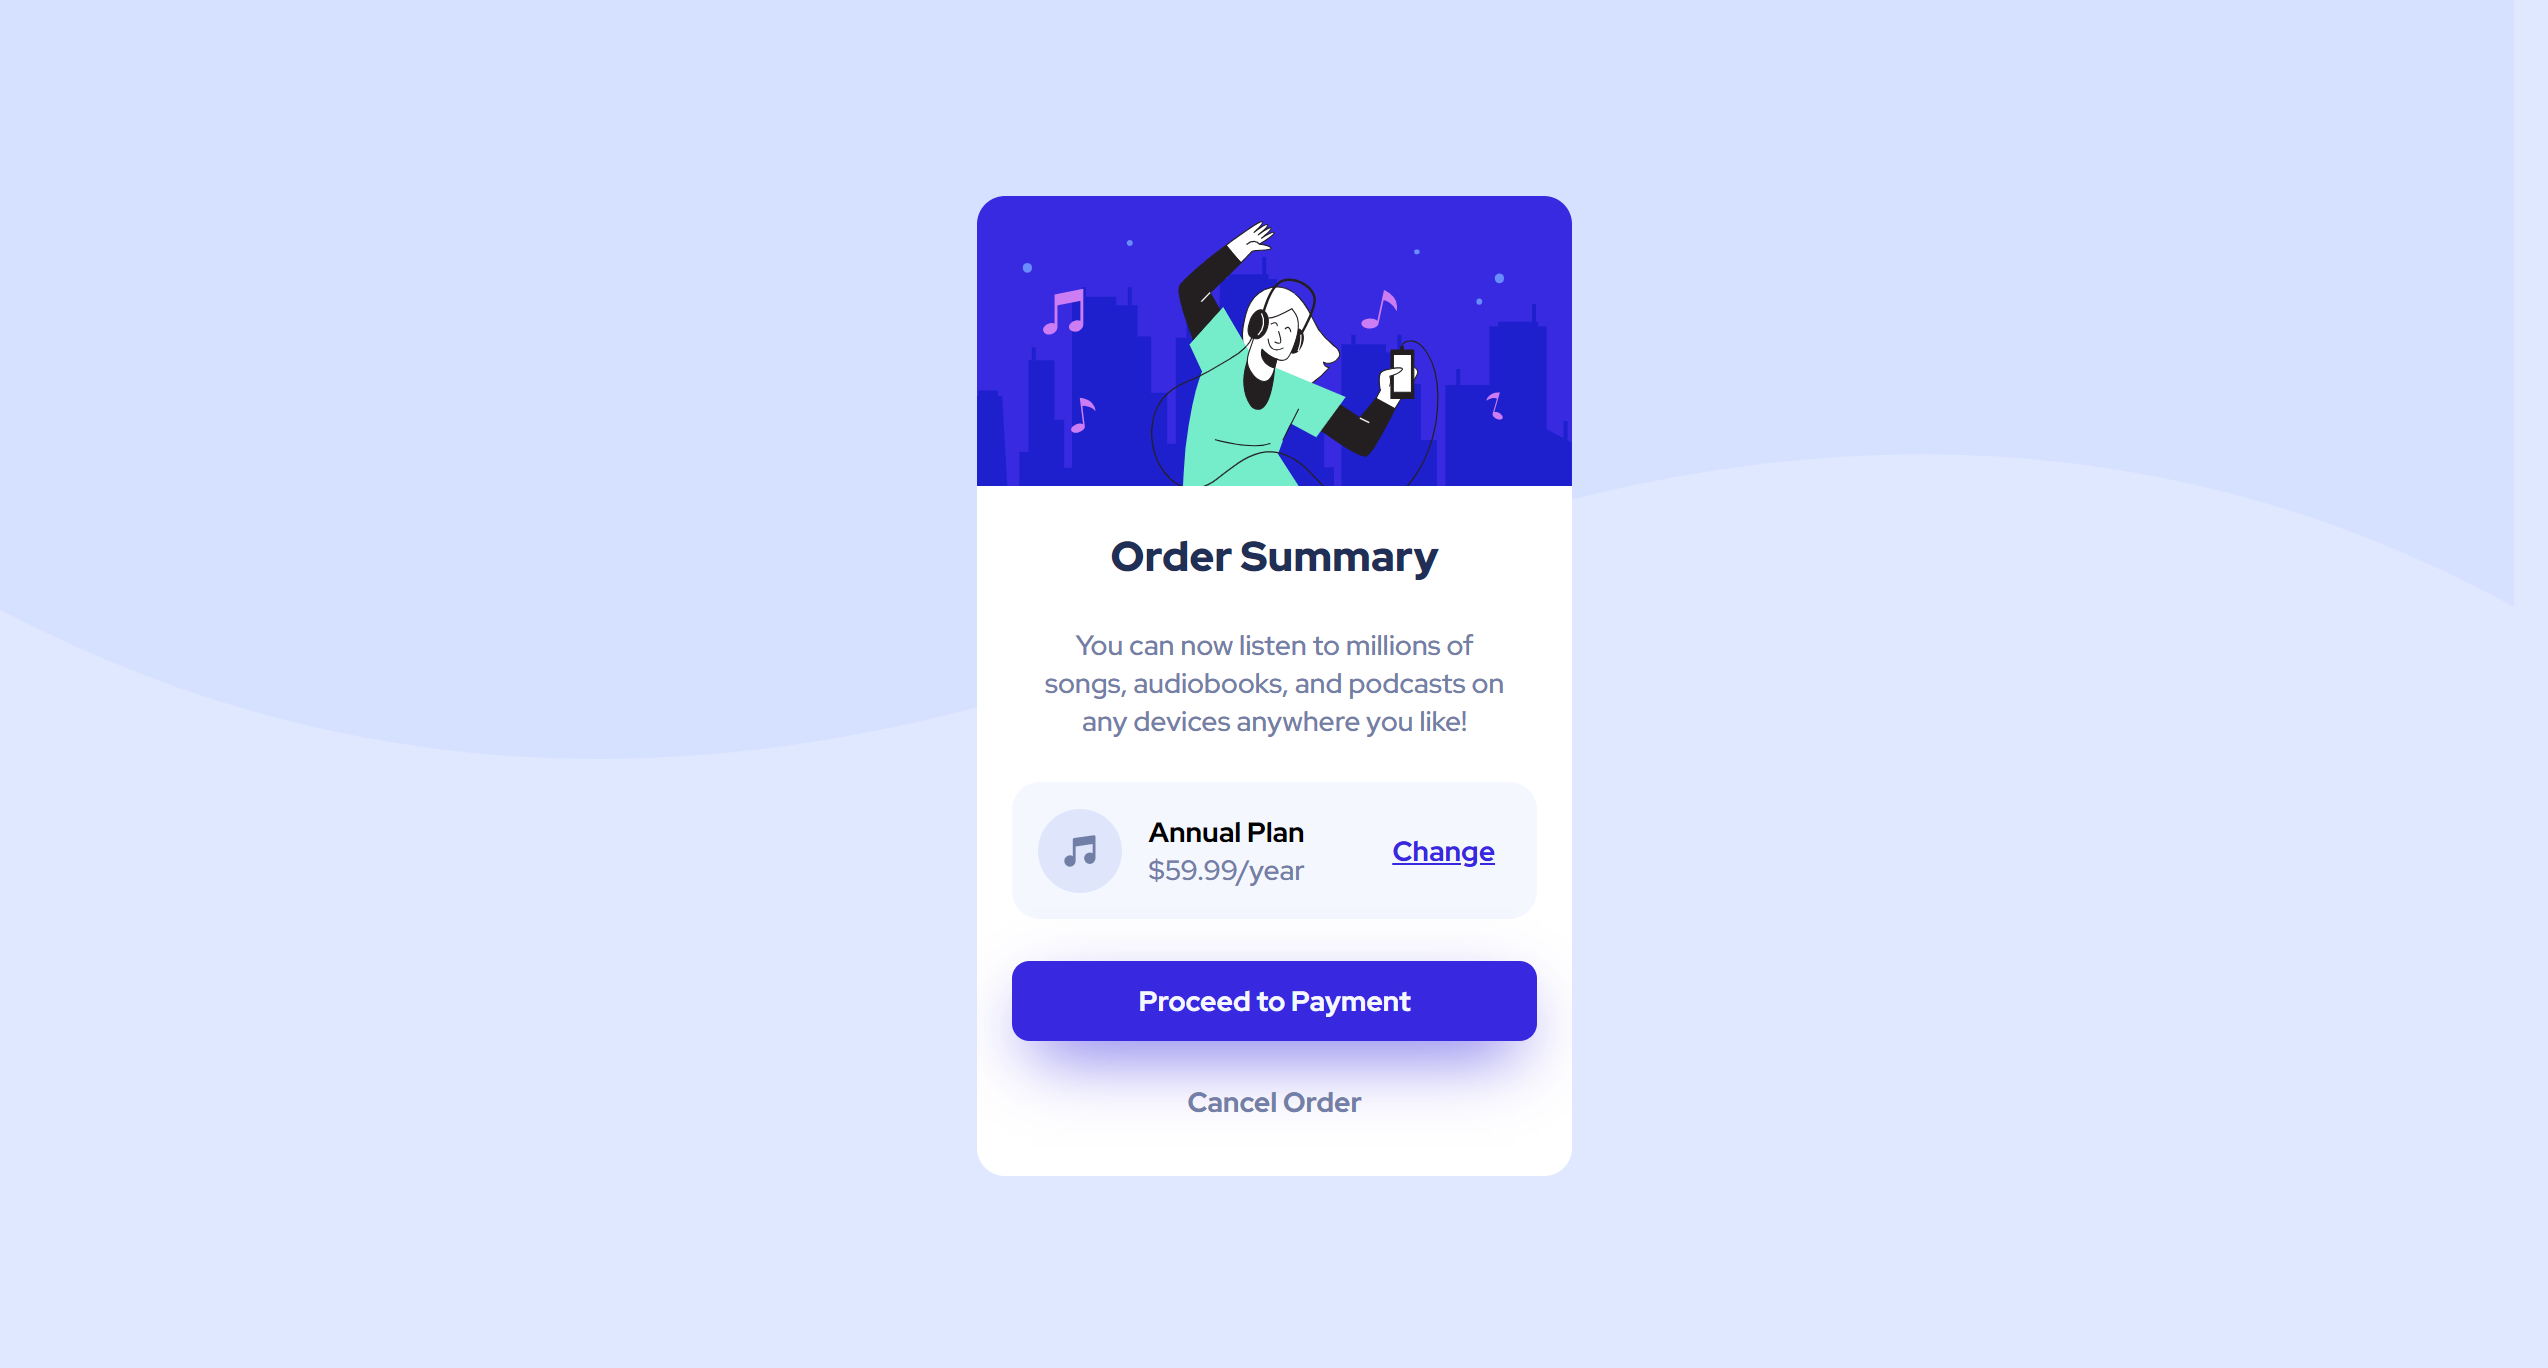 Order Summary
You can now listen to millions of
songs, audiobooks, and podcasts on
any devices anywhere you like!
Annual Plan
$59.99/year
Change
Proceed to Payment
Cancel Order